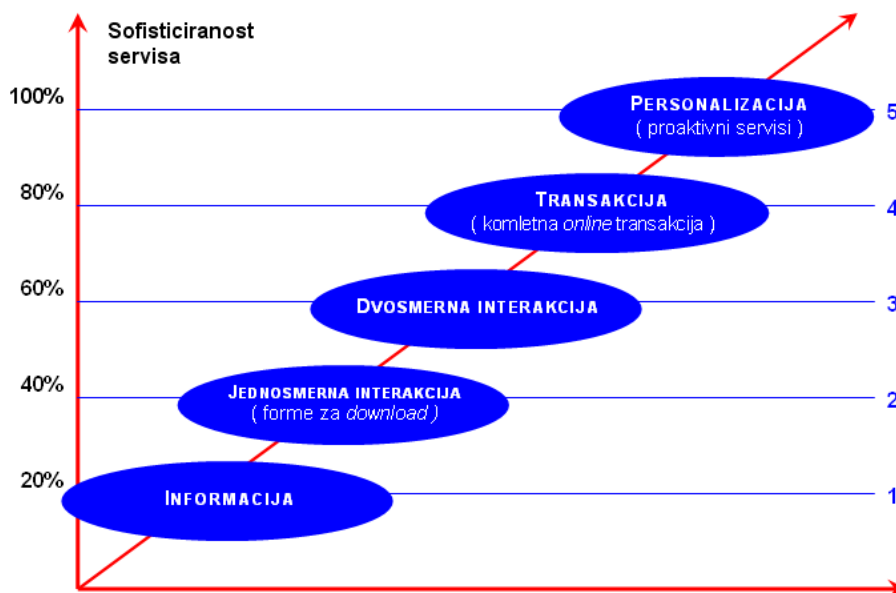 Sofisticiranost
servisa
100%
PERSONALIZACIJA
( proaktivni servisi )
5
80%
TRANSAKCIJA
( komletna online transakcija )
4
60%
DVOSMERNA INTERAKCIJA
3
40%
JEDNOSMERNA INTERAKCIJA
( forme za download )
2
20%
INFORMACIJA
1